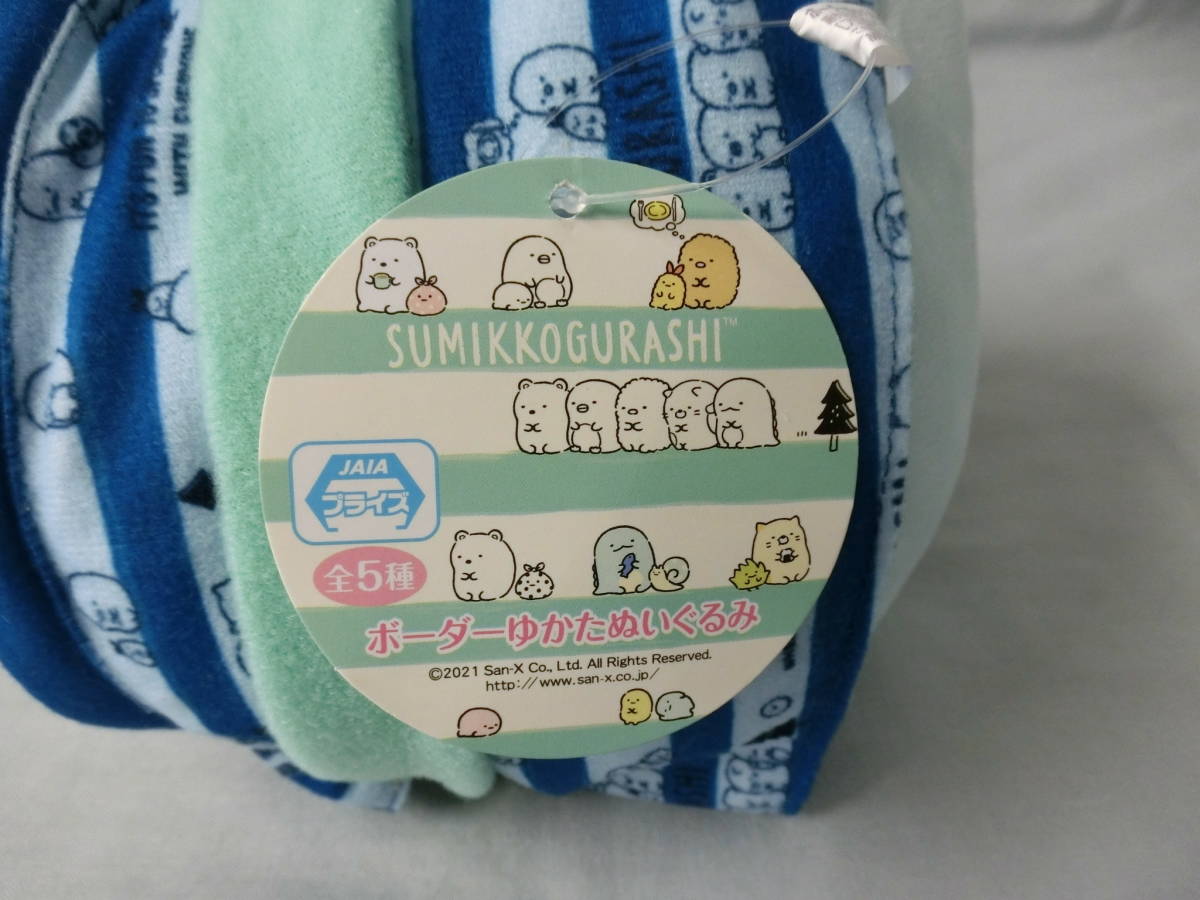 SUMIKKOGURASHI™
JAIA
プライズ
全5種
ボーダーゆかたぬいぐるみ
©2021 San-X Co., Ltd. All Rights Reserved.
http://www.san-x.co.jp/